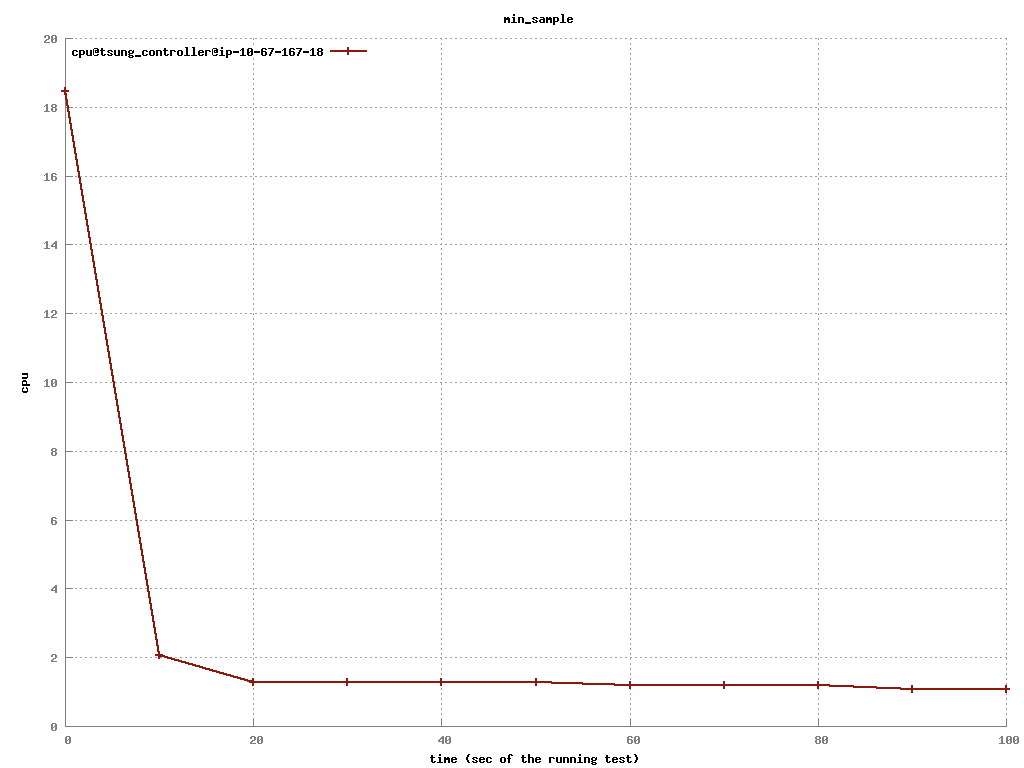 min_sample
cpu@tsung_controller@ip-10-67-167-18
20
18
16
14
12
10
8
6
4
2
0
cpu
0 20 40 60 80 100
time (sec of the running test)